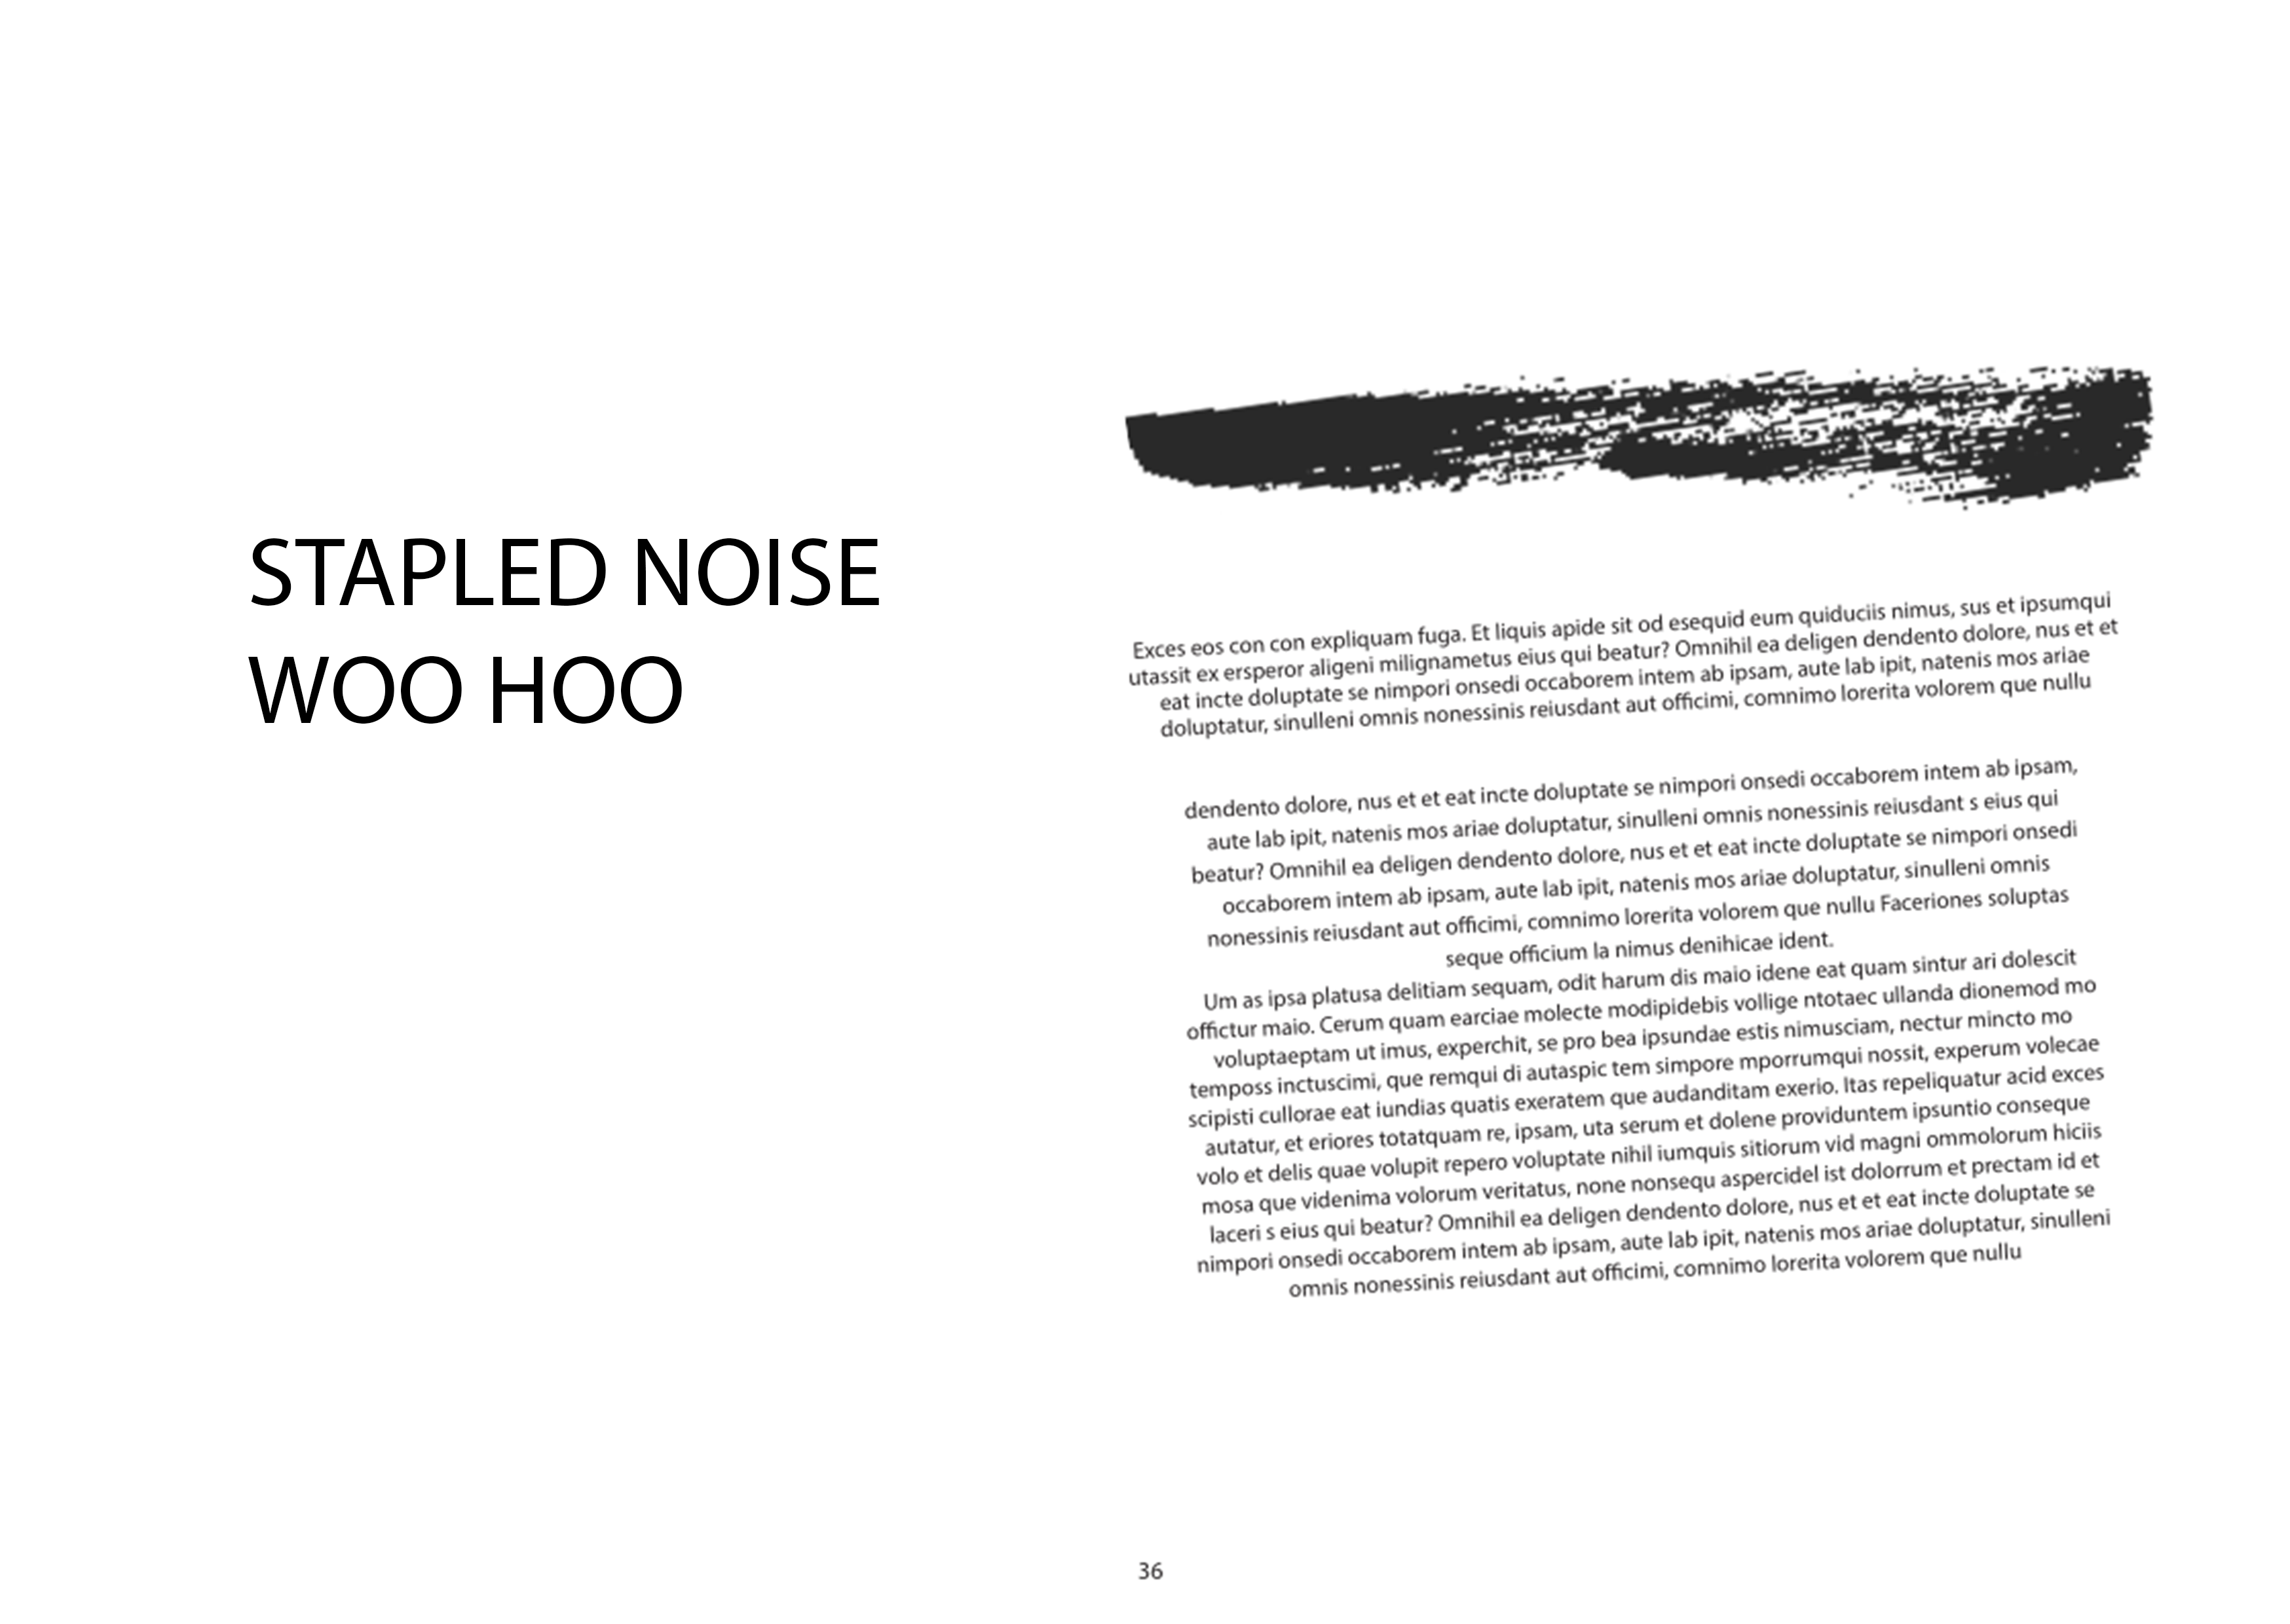 STAPLED NOISE
WOO HOO
Exces eos con con expliquam fuga. Et liquis apide sit od esequid eum quiduciis nimus, sus et ipsumqui
utassit ex ersperor aligeni milignametus eius qui beatur? Omnihil ea deligen dendento dolore, nus et et
eat incte doluptate se nimpori onsedi occaborem intem ab ipsam, aute lab ipit, natenis mos ariae
doluptatur, sinulleni omnis nonessinis reiusdant aut officimi, comnimo lorerita volorem que nullu
dendento dolore, nus et et eat incte doluptate se nimpori onsedi occaborem intem ab ipsam,
aute lab ipit, natenis mos ariae doluptatur, sinulleni omnis nonessinis reiusdant s eius qui
beatur? Omnihil ea deligen dendento dolore, nus et et eat incte doluptate se nimpori onsedi
occaborem intem ab ipsam, aute lab ipit, natenis mos ariae doluptatur, sinulleni omnis
nonessinis reiusdant aut officimi, comnimo lorerita volorem que nullu Faceriones soluptas
seque officium la nimus denihicae ident.
Um as ipsa platusa delitiam sequam, odit harum dis maio idene eat quam sintur ari dolescit
offictur maio. Cerum quam earciae molecte modipidebis vollige ntotaec ullanda dionemod mo
voluptaeptam ut imus, experchit, se pro bea ipsundae estis nimusciam, nectur mincto mo
temposs inctuscimi, que remqui di autaspic tem simpore mporrumqui nossit, experum volecae
scipisti cullorae eat iundias quatis exeratem que audanditam exerio. Itas repeliquatur acid exces
autatur, et eriores totatquam re, ipsam, uta serum et dolene providuntem ipsuntio conseque
volo et delis quae volupit repero voluptate nihil iumquis sitiorum vid magni ommolorum hiciis
mosa que videnima volorum veritatus, none nonsequ aspercidel ist dolorrum et prectam id et
laceri s eius qui beatur? Omnihil ea deligen dendento dolore, nus et et eat incte doluptate se
nimpori onsedi occaborem intem ab ipsam, aute lab ipit, natenis mos ariae doluptatur, sinulleni
omnis nonessinis reiusdant aut officimi, comnimo lorerita volorem que nullu
36